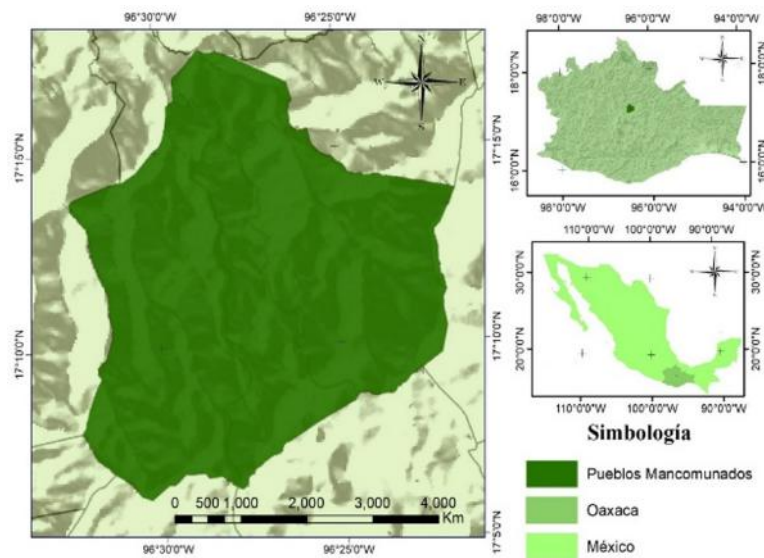 96°30'0"W 96°25'0"W
N
W E
S
17°15'0"N 17°15'0"N
17°10'0"N 17°10'0"N
17°5'0"N
0 500 1,000 2,000 3,000 4,000
Km
96°30'0"W 96°25'0"W
98°0'0"W 96°0'0"W 94°0'0"W
18°0'0"N 18°0'0"N
16°0'0"N 16°0'0"N
98°0'0"W 96°0'0"W 94°0'0"W
110°0'0"W 100°0'0"W 90°0'0"W
30°0'0"N 30°0'0"N
20°0'0"N 20°0'0"N
110°0'0"W 100°0'0"W 90°0'0"W
Simbología
Pueblos Mancomunados
Oaxaca
México